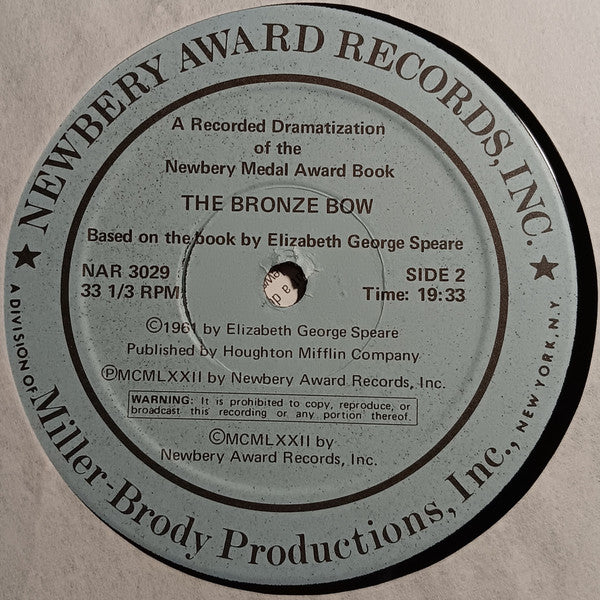 ★ NEWBERY AWARD RECORDS, INC. ★
A Recorded Dramatization
of the
Newbery Medal Award Book
THE BRONZE BOW
Based on the book by Elizabeth George Speare
NAR 3029 SIDE 2
33 1/3 RPM Time: 19:33
©1961 by Elizabeth George Speare
Published by Houghton Mifflin Company
ⓅMCMLXXII by Newbery Award Records, Inc.
WARNING: It is prohibited to copy, reproduce, or
broadcast this recording or any portion thereof.
©MCMLXXII by
Newbery Award Records, Inc.
A DIVISION OF Miller-Brody Productions, Inc., NEW YORK, N.Y